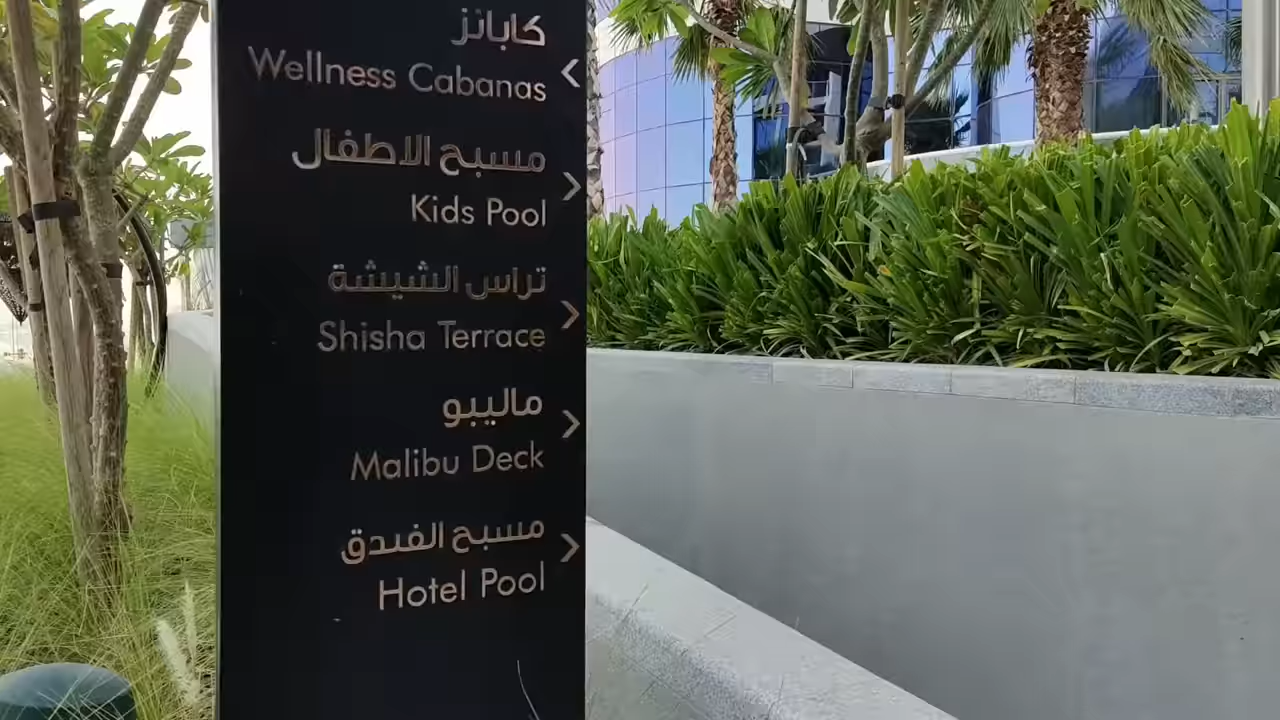 كابانز
Wellness Cabanas
<
مسبح الاطفال
Kids Pool
>
تراس الشيشة
Shisha Terrace
>
ماليبو
Malibu Deck
>
مسبح الفندق
Hotel Pool
>